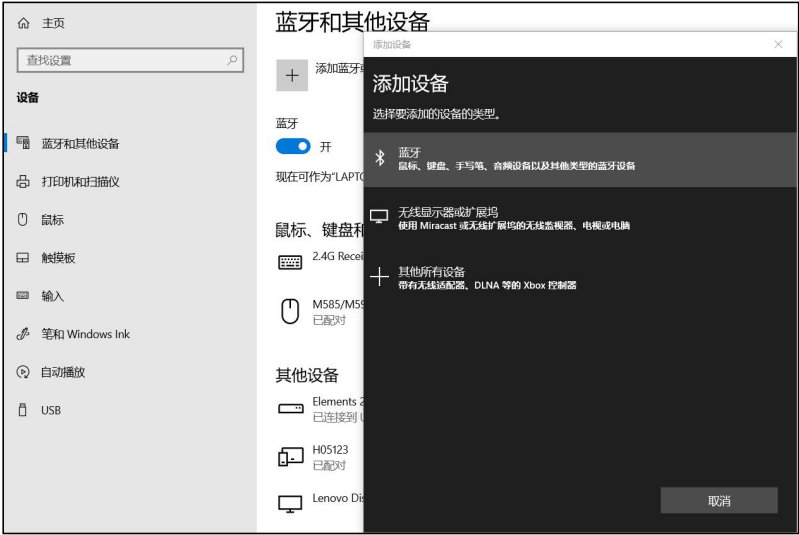 主页
查找设置
设备
蓝牙和其他设备
打印机和扫描仪
鼠标
触摸板
输入
笔和 Windows Ink
自动播放
USB
蓝牙和其他设备
添加蓝牙
蓝牙
开
现在可作为"LAPTO
鼠标、键盘和
2.4G Recei
M585/M59
已配对
其他设备
Elements 2
已连接到 U
H05123
已配对
Lenovo Dis
添加设备
添加设备
选择要添加的设备的类型。
蓝牙
鼠标、键盘、手写笔、音频设备以及其他类型的蓝牙设备
无线显示器或扩展坞
使用 Miracast 或无线扩展坞的无线监视器、电视或电脑
其他所有设备
带有无线适配器、DLNA 等的 Xbox 控制器
取消